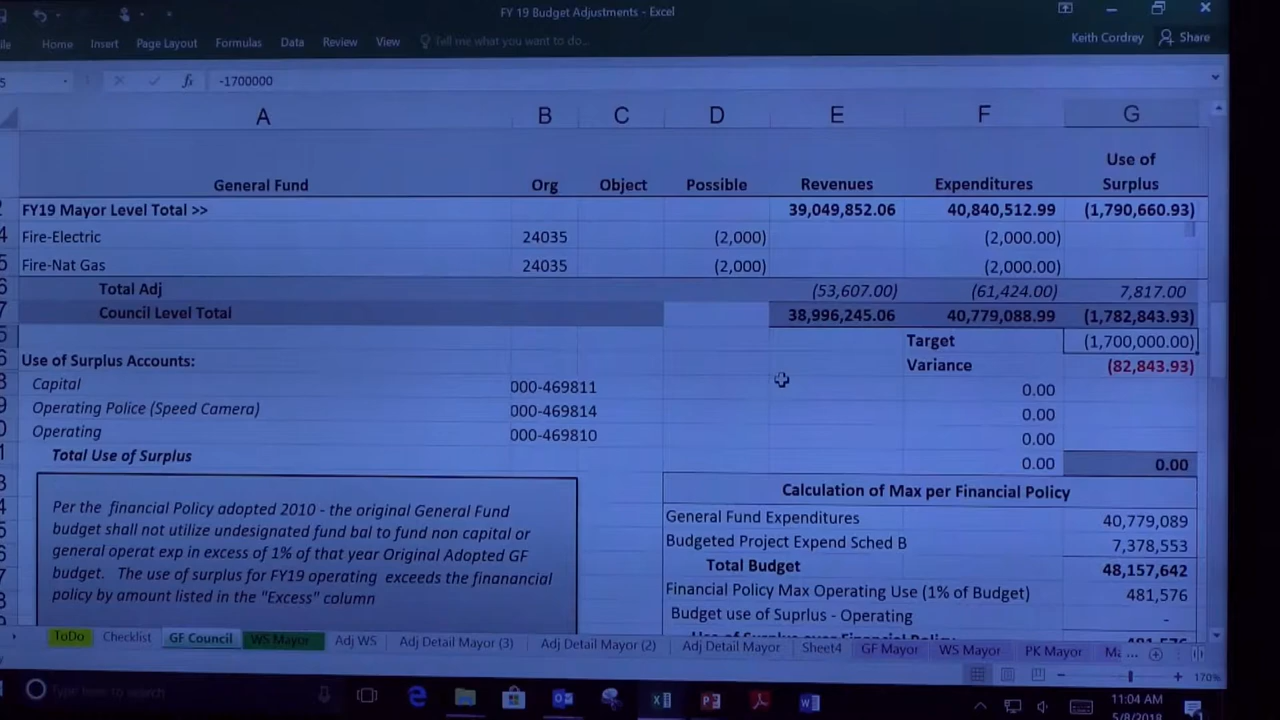 FY 19 Budget Adjustments - Excel
Home Insert Page Layout Formulas Data Review View Tell me what you want to do... Keith Cordrey Share
fx -1700000
A B C D E F G
General Fund Org Object Possible Revenues Expenditures Use of Surplus
FY19 Mayor Level Total >> 39,049,852.06 40,840,512.99 (1,790,660.93)
Fire-Electric 24035 (2,000) (2,000.00)
Fire-Nat Gas 24035 (2,000) (2,000.00)
Total Adj (53,607.00) (61,424.00) 7,817.00
Council Level Total 38,996,245.06 40,779,088.99 (1,782,843.93)
Target (1,700,000.00)
Use of Surplus Accounts: Variance (82,843.93)
Capital 000-469811 0.00
Operating Police (Speed Camera) 000-469814 0.00
Operating 000-469810 0.00
Total Use of Surplus 0.00 0.00
Per the financial Policy adopted 2010 - the original General Fund
budget shall not utilize undesignated fund bal to fund non capital or
general operat exp in excess of 1% of that year Original Adopted GF
budget. The use of surplus for FY19 operating exceeds the finanancial
policy by amount listed in the "Excess" column
Calculation of Max per Financial Policy
General Fund Expenditures 40,779,089
Budgeted Project Expend Sched B 7,378,553
Total Budget 48,157,642
Financial Policy Max Operating Use (1% of Budget) 481,576
Budget use of Suprlus - Operating -
ToDo Checklist GF Council WS Mayor Adj WS Adj Detail Mayor (3) Adj Detail Mayor (2) Adj Detail Mayor Sheet4 GF Mayor WS Mayor PK Mayor Ma ...
170%
Type here to search
11:04 AM
5/8/2018